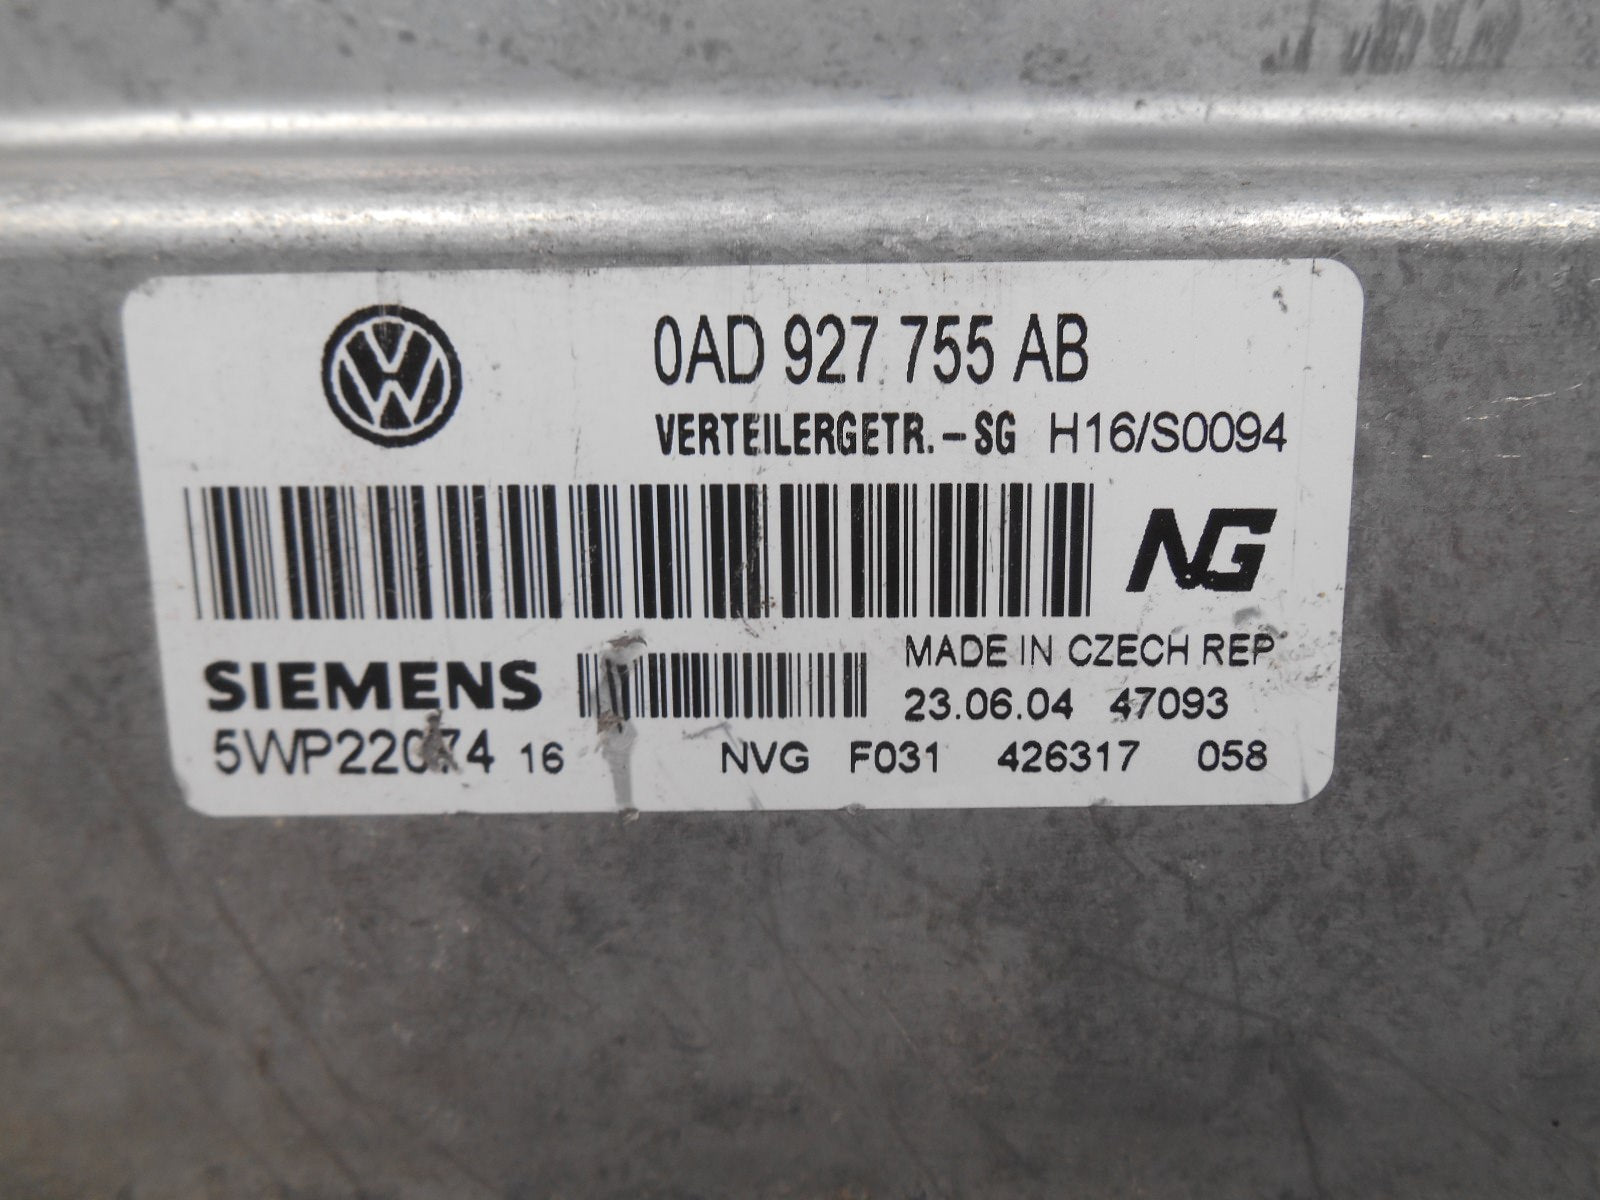 0AD 927 755 AB
VERTEILERGETR.-SG H16/S0094
NG
SIEMENS
MADE IN CZECH REP
23.06.04 47093
5WP22074 16 NVG F031 426317 058